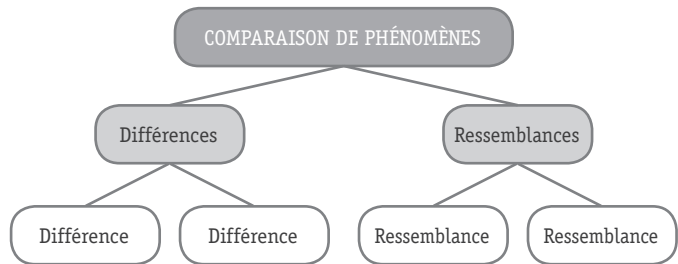 COMPARAISON DE PHÉNOMÈNES
Différences Ressemblances
Différence Différence Ressemblance Ressemblance